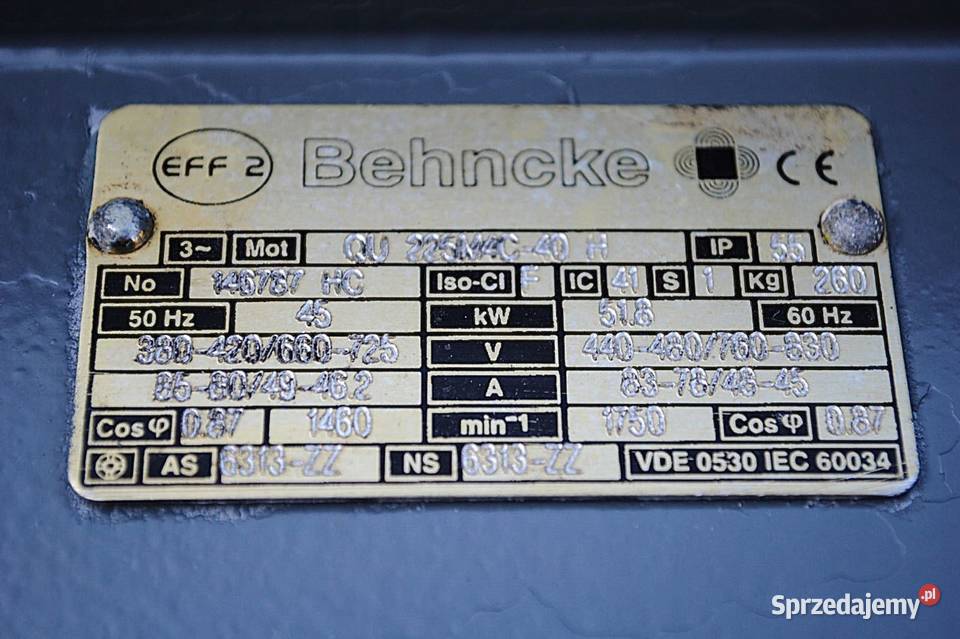 EFF 2 Behncke CE
3~ Mot QU 225M4C-40 H IP 55
No 146787 HC Iso-Cl F IC 41 S 1 Kg 260
50 Hz 45 kW 51.8 60 Hz
380-420/660-725 V 440-480/760-830
85-80/49-46.2 A 83-78/48-45
Cos φ 0.87 1460 min⁻¹ 1750 Cos φ 0.87
AS 6313-ZZ NS 6313-ZZ VDE 0530 IEC 60034
Sprzedajemy.pl